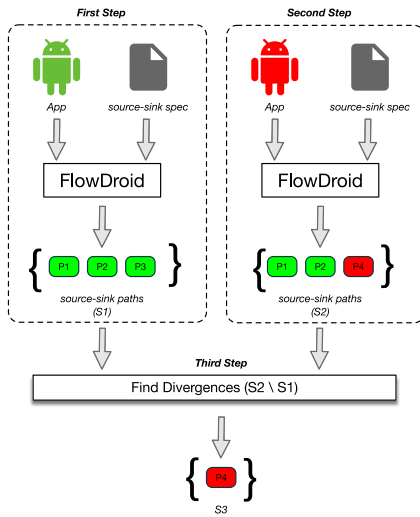 First Step
Second Step
App
source-sink spec
App
source-sink spec
FlowDroid
FlowDroid
{ P1 P2 P3 }
{ P1 P2 P4 }
source-sink paths
(S1)
source-sink paths
(S2)
Third Step
Find Divergences (S2 \ S1)
{ P4 }
S3